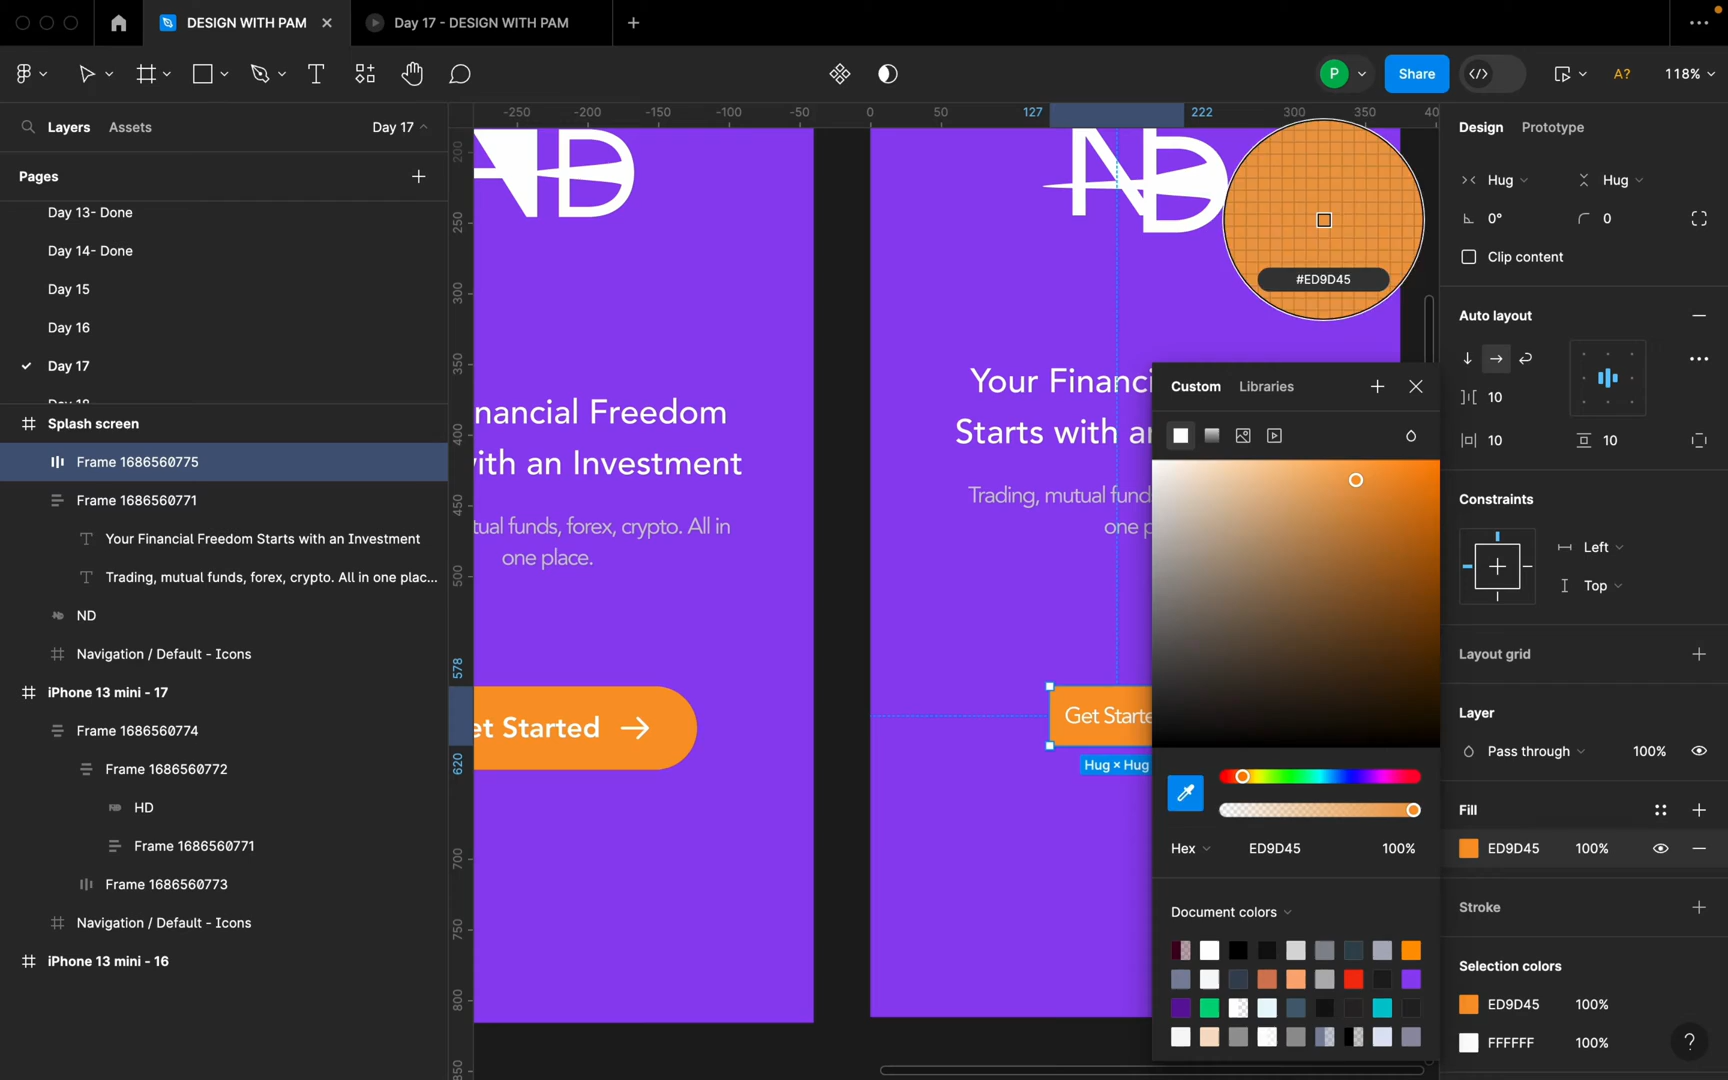 DESIGN WITH PAM
Day 17 - DESIGN WITH PAM
P
Share
A?
118%
Layers
Assets
Day 17
Pages
Day 13- Done
Day 14- Done
Day 15
Day 16
Day 17
Splash screen
Frame 1686560775
Frame 1686560771
Your Financial Freedom Starts with an Investment
Trading, mutual funds, forex, crypto. All in one plac...
ND
Navigation / Default - Icons
iPhone 13 mini - 17
Frame 1686560774
Frame 1686560772
HD
Frame 1686560771
Frame 1686560773
Navigation / Default - Icons
iPhone 13 mini - 16
-250
-200
-150
-100
-50
0
50
127
222
300
350
40
200
250
300
350
400
450
500
578
620
700
750
800
850
ND
nancial Freedom
with an Investment
tual funds, forex, crypto. All in
one place.
et Started
ND
Your Financi
Starts with an
Trading, mutual fund
one p
Get Starte
Hug × Hug
#ED9D45
Custom
Libraries
Hex
ED9D45
100%
Document colors
Design
Prototype
Hug
Hug
0°
0
Clip content
Auto layout
10
10
10
Constraints
Left
Top
Layout grid
Layer
Pass through
100%
Fill
ED9D45
100%
Stroke
Selection colors
ED9D45
100%
FFFFFF
100%
?